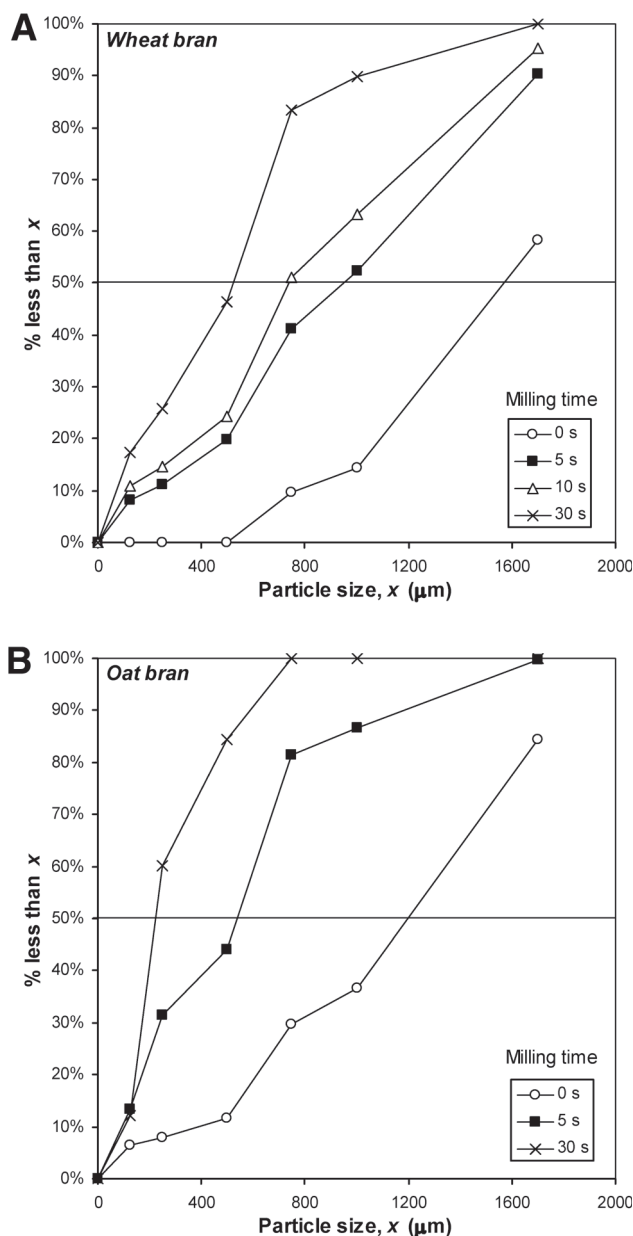 A
Wheat bran
100%
90%
80%
70%
60%
50%
40%
30%
20%
10%
0%
% less than x
Milling time
0 s
5 s
10 s
30 s
0 400 800 1200 1600 2000
Particle size, x (μm)
B
Oat bran
100%
90%
80%
70%
60%
50%
40%
30%
20%
10%
0%
% less than x
Milling time
0 s
5 s
30 s
0 400 800 1200 1600 2000
Particle size, x (μm)